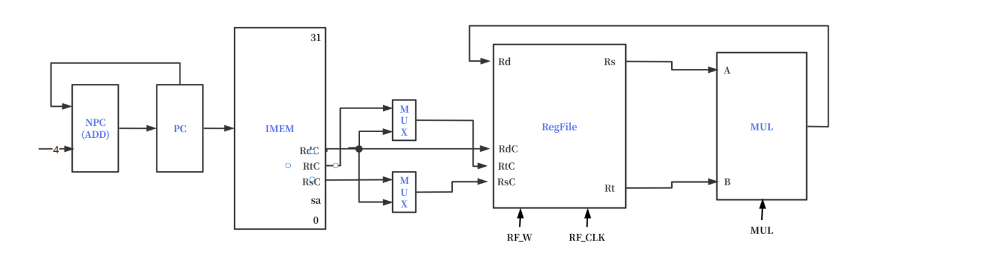 4
NPC
(ADD)
PC
31
IMEM
RdC
RtC
RsC
sa
0
M
U
X
M
U
X
Rd
Rs
RegFile
RdC
RtC
RsC
Rt
RF_W
RF_CLK
A
MUL
B
MUL